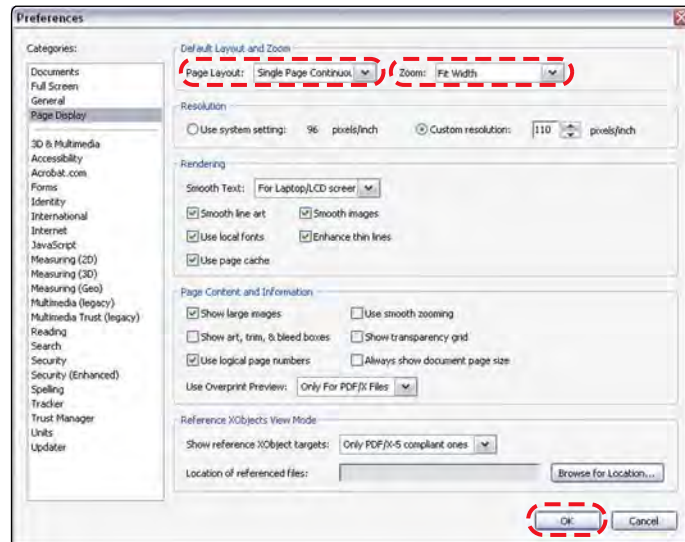 Preferences
Categories:
Documents
Full Screen
General
Page Display
3D & Multimedia
Accessibility
Acrobat.com
Forms
Identity
International
Internet
JavaScript
Measuring (2D)
Measuring (3D)
Measuring (Geo)
Multimedia (legacy)
Multimedia Trust (legacy)
Reading
Search
Security
Security (Enhanced)
Spelling
Tracker
Trust Manager
Units
Updater
Default Layout and Zoom
Page Layout: Single Page Continuou Zoom: Fit Width
Resolution
Use system setting: 96 pixels/inch Custom resolution: 110 pixels/inch
Rendering
Smooth Text: For Laptop/LCD screen
Smooth line art Smooth images
Use local fonts Enhance thin lines
Use page cache
Page Content and Information
Show large images Use smooth zooming
Show art, trim, & bleed boxes Show transparency grid
Use logical page numbers Always show document page size
Use Overprint Preview: Only For PDF/X Files
Reference XObjects View Mode
Show reference XObject targets: Only PDF/X-5 compliant ones
Location of referenced files: Browse for Location...
OK Cancel